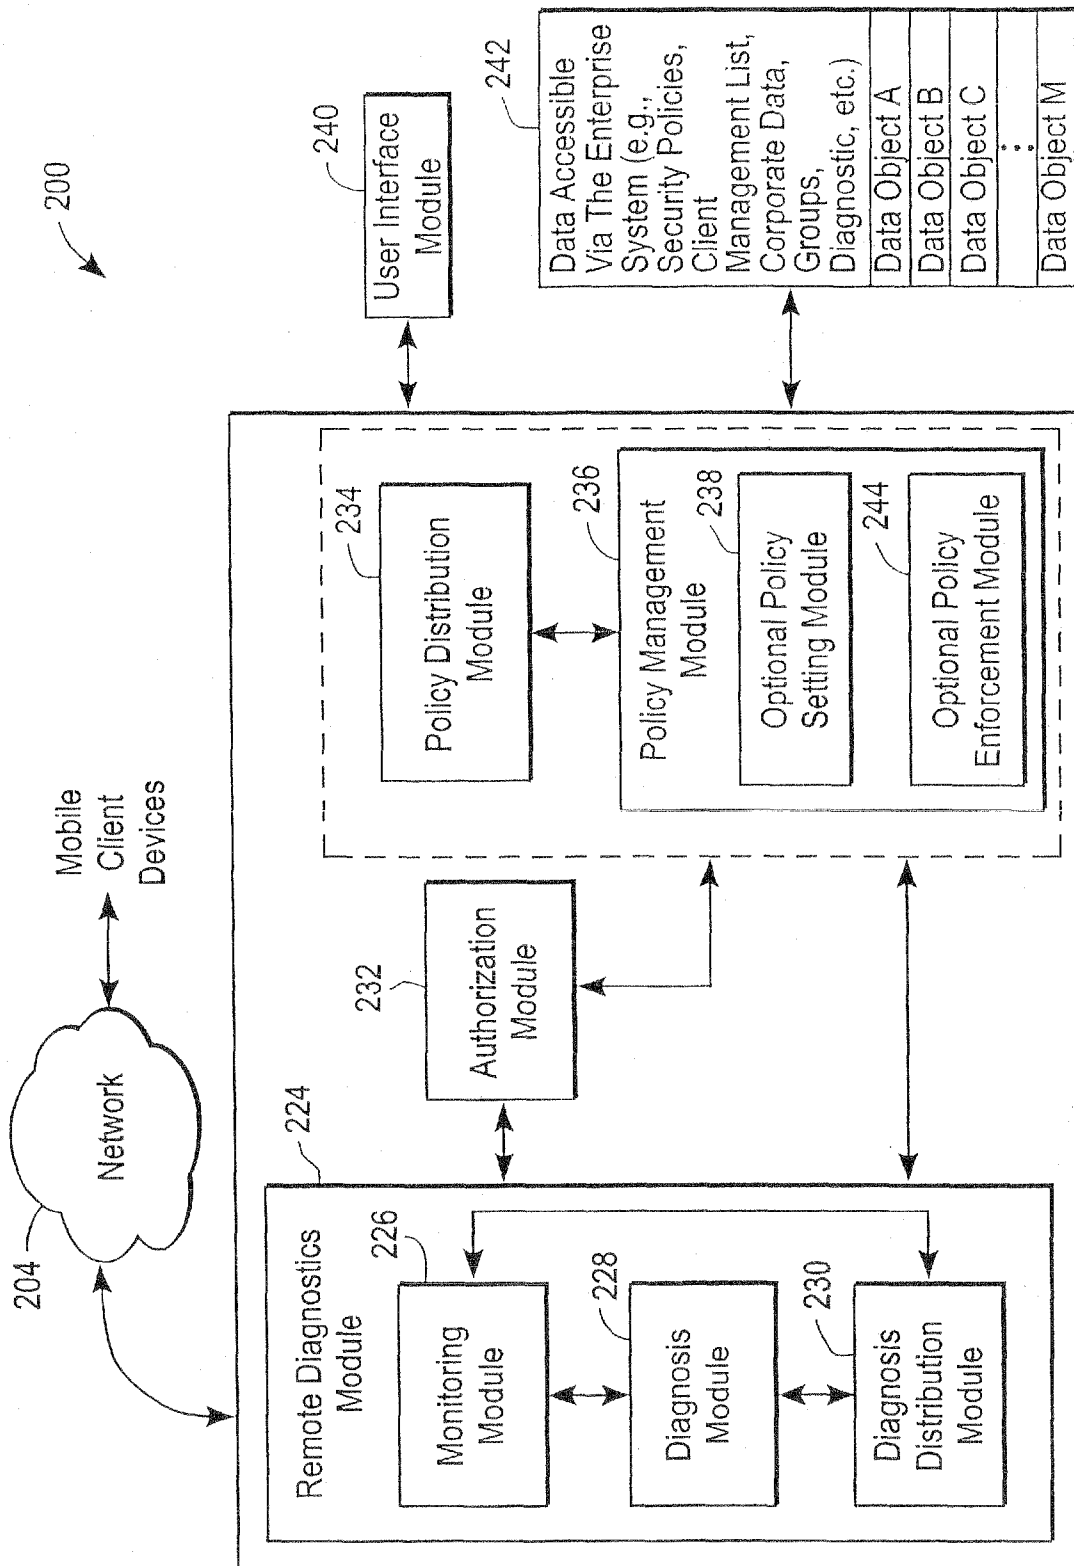 200
204
Network
Mobile
Client
Devices
Remote Diagnostics
Module
224
226
Monitoring
Module
228
Diagnosis
Module
230
Diagnosis
Distribution
Module
232
Authorization
Module
234
Policy Distribution
Module
236
Policy Management
Module
238
Optional Policy
Setting Module
244
Optional Policy
Enforcement Module
240
User Interface
Module
242
Data Accessible
Via The Enterprise
System (e.g.,
Security Policies,
Client
Management List,
Corporate Data,
Groups,
Diagnostic, etc.)
Data Object A
Data Object B
Data Object C
⋮
Data Object M